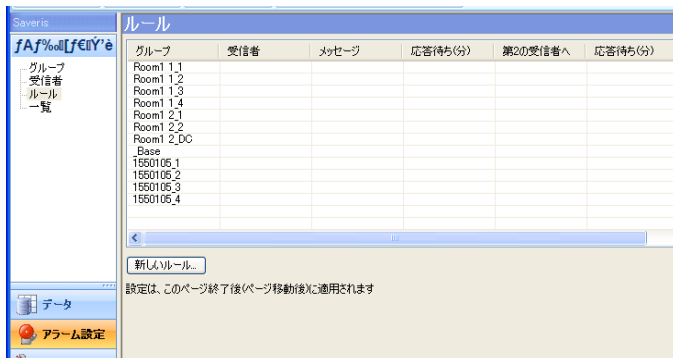 Saveris
ƒAƒ‰[ƒ€Ý’è
グループ
受信者
ルール
一覧
データ
アラーム設定
ルール
グループ 受信者 メッセージ 応答待ち(分) 第2の受信者へ 応答待ち(分)
Room1 1_1
Room1 1_2
Room1 1_3
Room1 1_4
Room1 2_1
Room1 2_2
Room1 2_DC
_Base
1550105_1
1550105_2
1550105_3
1550105_4
新しいルール...
設定は、このページ終了後(ページ移動後)に適用されます